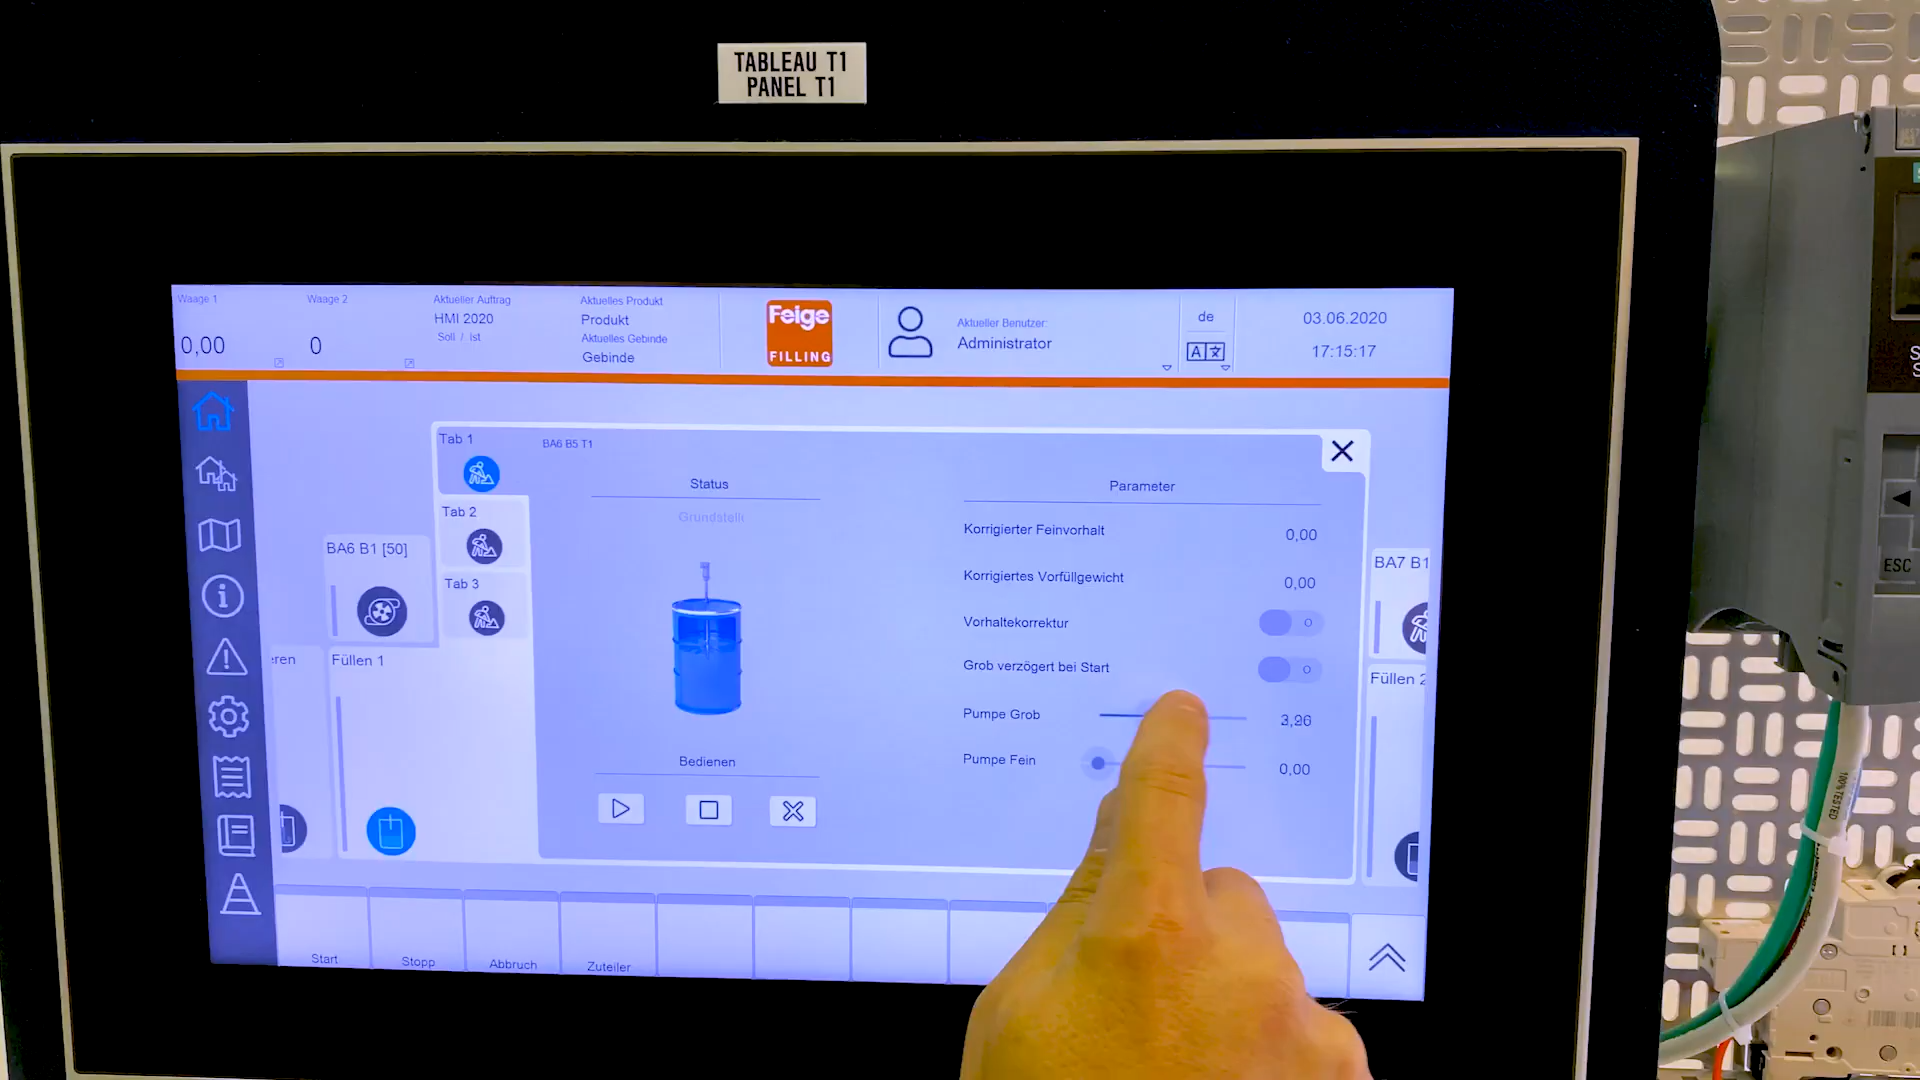 TABLEAU T1
PANEL T1
Waage 1
0,00
Waage 2
0
Aktueller Auftrag
HMI 2020
Soll / Ist
Aktuelles Produkt
Produkt
Aktuelles Gebinde
Gebinde
Feige
FILLING
Aktueller Benutzer:
Administrator
de
03.06.2020
17:15:17
Tab 1
BA6 B5 T1
Status
Parameter
Tab 2
Korrigierter Feinvorhalt
0,00
BA6 B1 [50]
BA7 B1
Tab 3
Korrigiertes Vorfüllgewicht
0,00
Vorhaltekorrektur
Füllen 1
Grob verzögert bei Start
Füllen 2
Pumpe Grob
Pumpe Fein
0,00
Bedienen
Start
Stopp
Abbruch
Zuteiler
ESC
100% TESTED